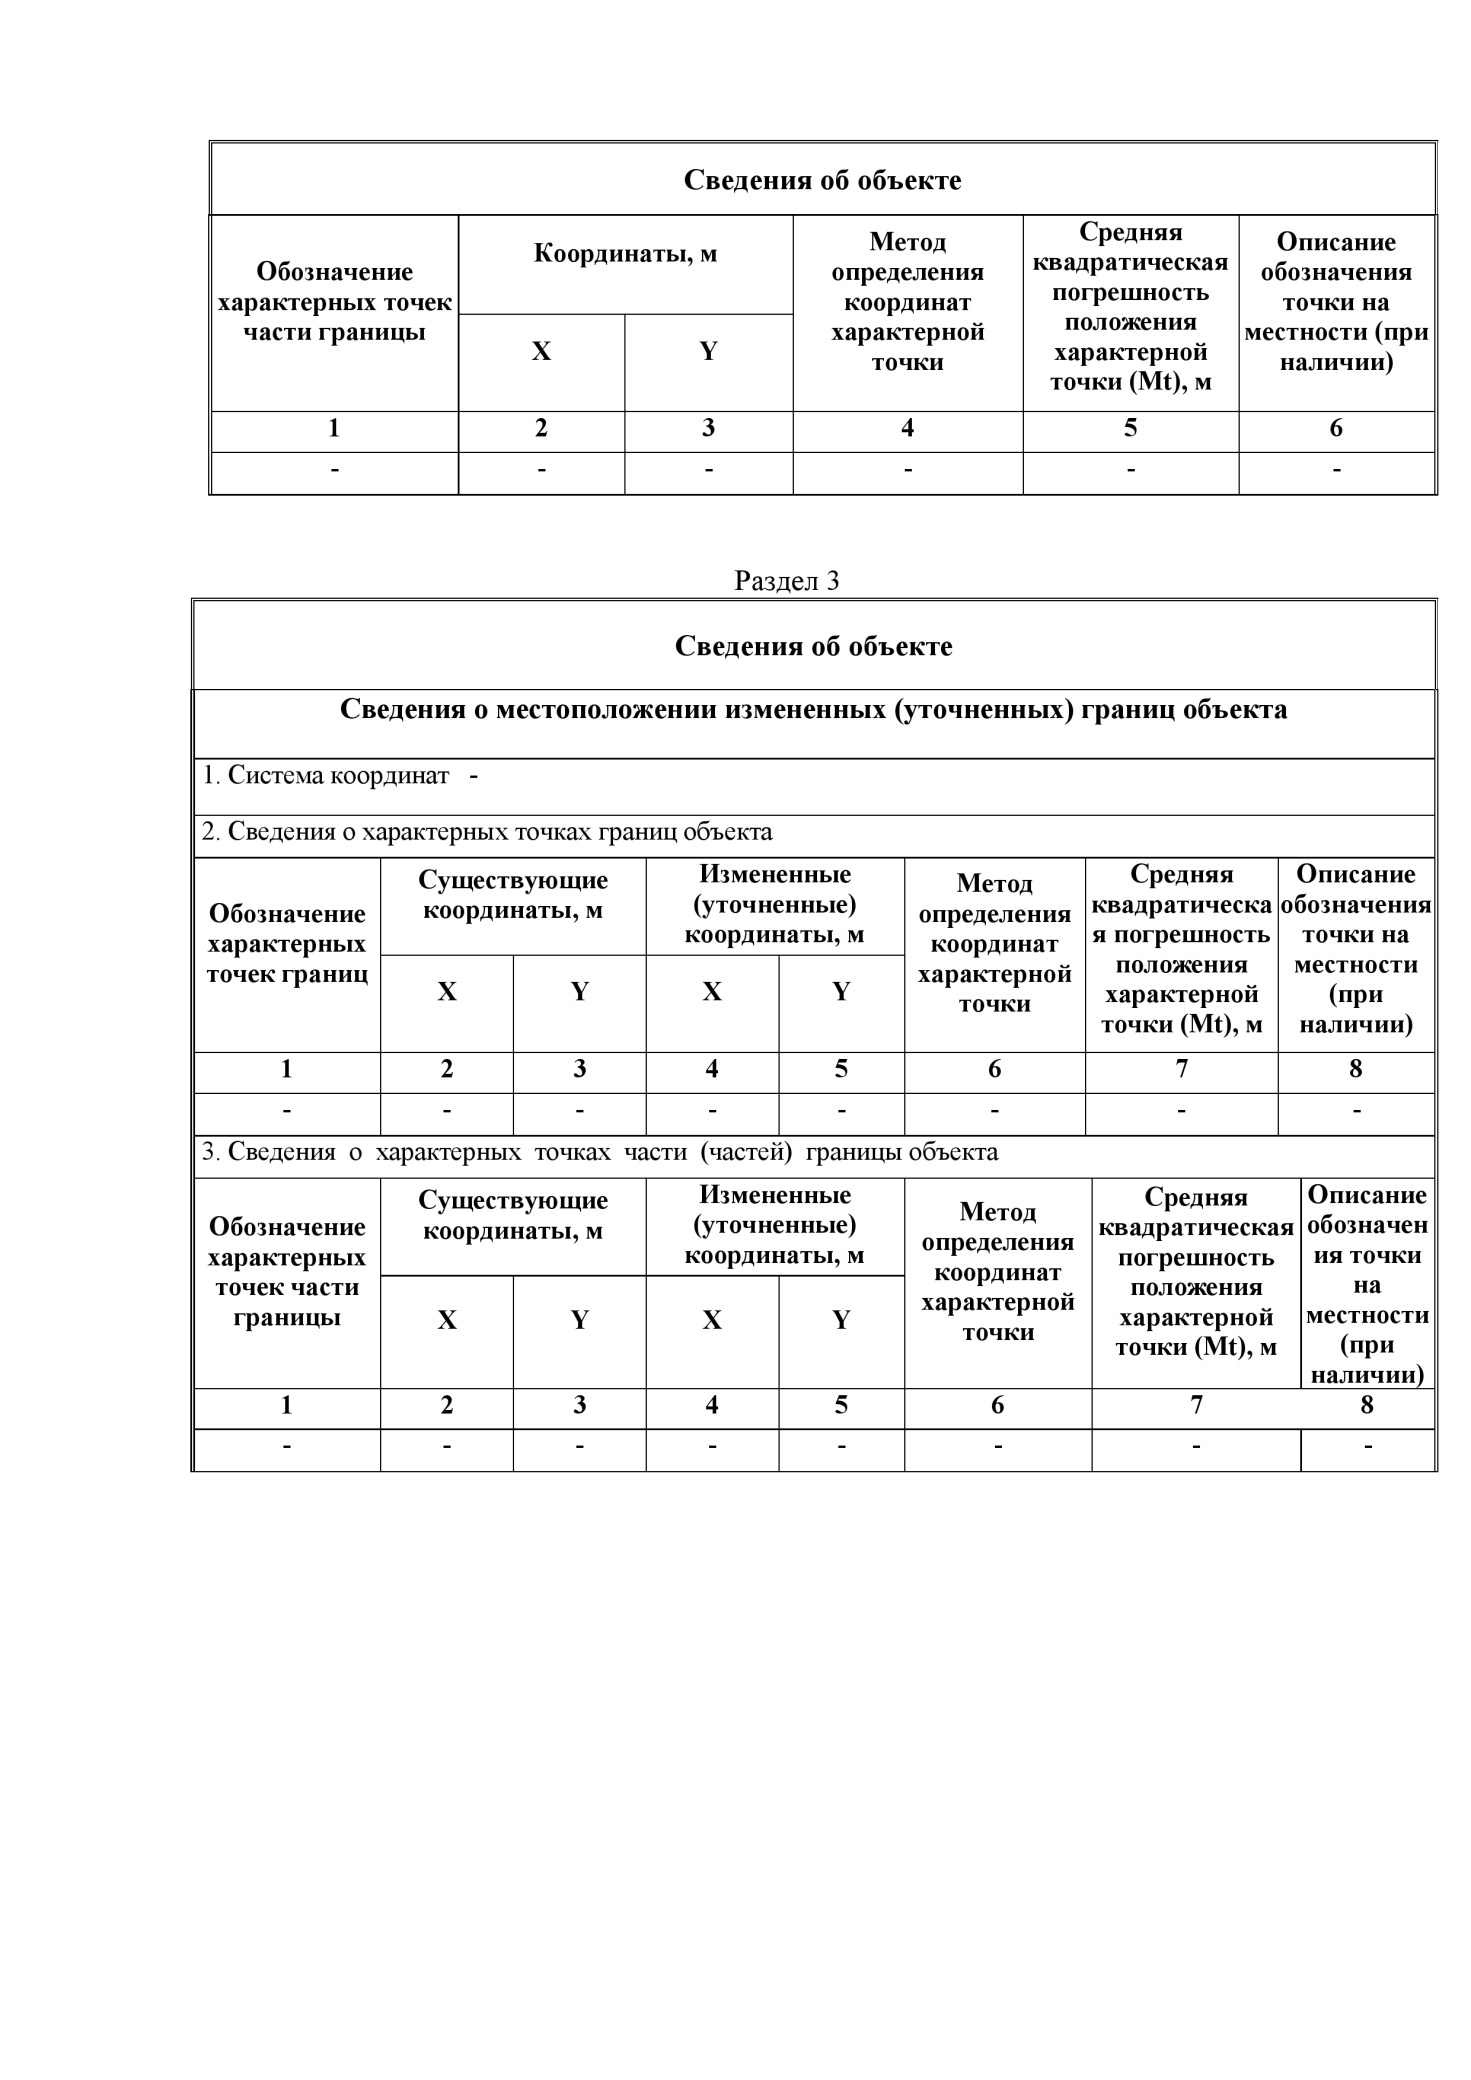 Сведения об объекте
Обозначение
характерных точек
части границы
Координаты, м
X
Y
Метод
определения
координат
характерной
точки
Средняя
квадратическая
погрешность
положения
характерной
точки (Mt), м
Описание
обозначения
точки на
местности (при
наличии)
1 2 3 4 5 6
- - - - - -
Раздел 3
Сведения об объекте
Сведения о местоположении измененных (уточненных) границ объекта
1. Система координат -
2. Сведения о характерных точках границ объекта
Обозначение
характерных
точек границ
Существующие
координаты, м
X
Y
Измененные
(уточненные)
координаты, м
X
Y
Метод
определения
координат
характерной
точки
Средняя
квадратическа
я погрешность
положения
характерной
точки (Mt), м
Описание
обозначения
точки на
местности
(при
наличии)
1 2 3 4 5 6 7 8
- - - - - - - -
3. Сведения о характерных точках части (частей) границы объекта
Обозначение
характерных
точек части
границы
Существующие
координаты, м
X
Y
Измененные
(уточненные)
координаты, м
X
Y
Метод
определения
координат
характерной
точки
Средняя
квадратическая
погрешность
положения
характерной
точки (Mt), м
Описание
обозначен
ия точки
на
местности
(при
наличии)
1 2 3 4 5 6 7 8
- - - - - - - -